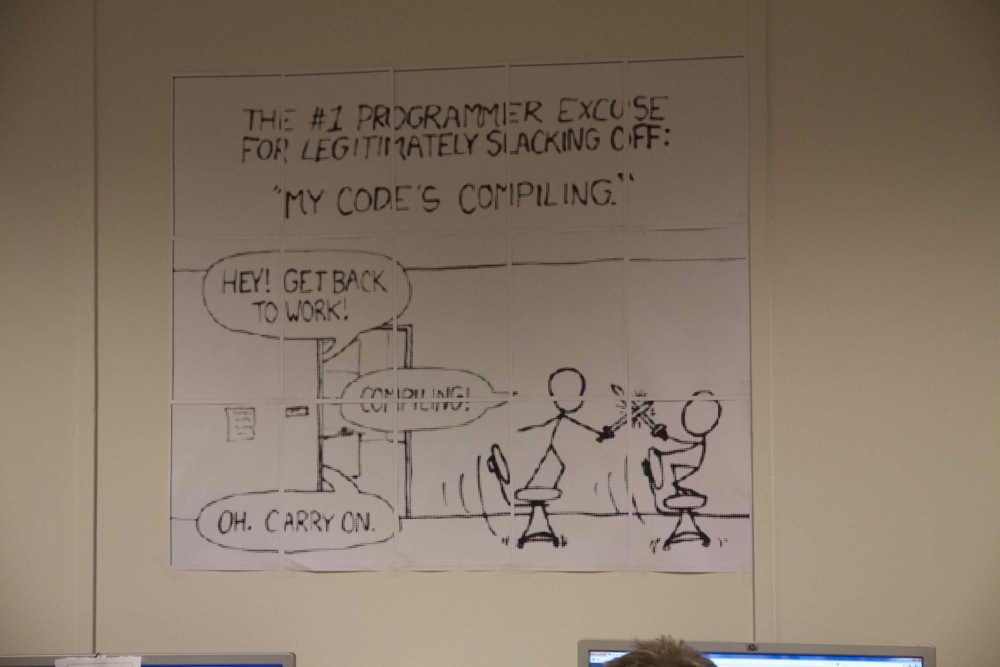 THE #1 PROGRAMMER EXCUSE
FOR LEGITIMATELY SLACKING OFF:
"MY CODE'S COMPILING."
HEY! GET BACK
TO WORK!
COMPILING!
OH. CARRY ON.